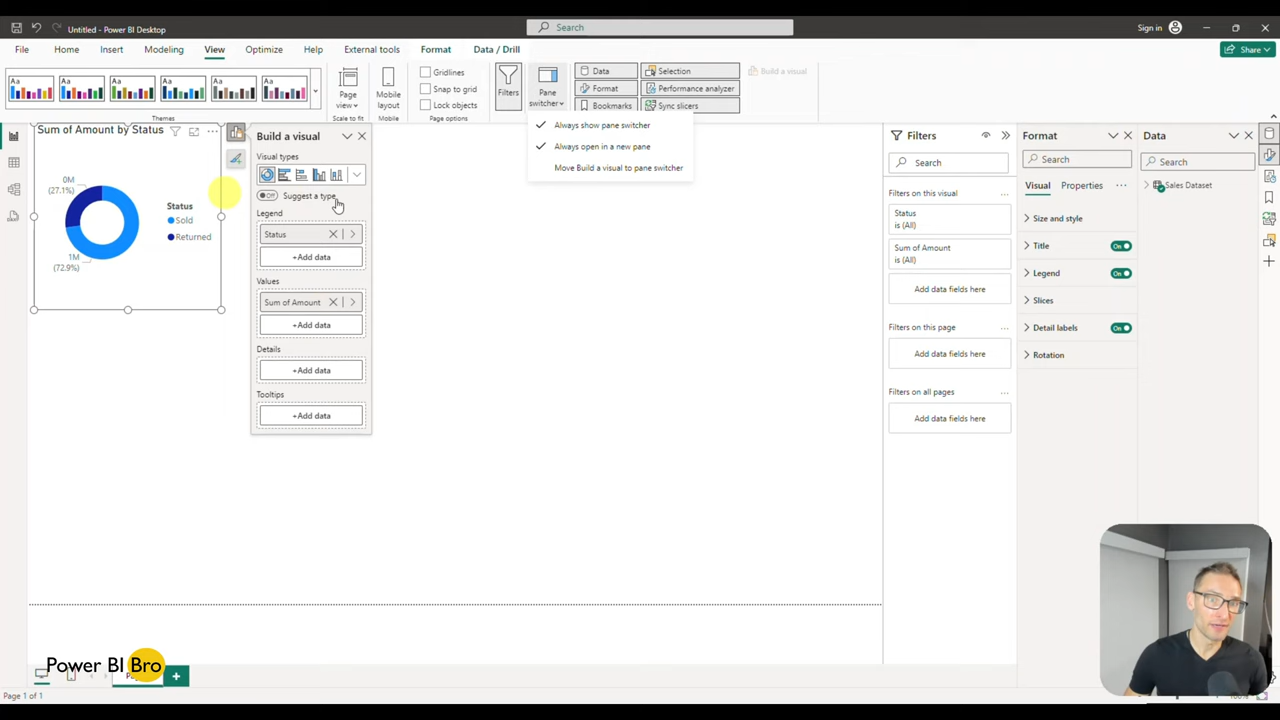 Untitled - Power BI Desktop
Search
Sign in
File
Home
Insert
Modeling
View
Optimize
Help
External tools
Format
Data / Drill
Share
Aa
Aa
Aa
Aa
Aa
Aa
Themes
Page view
Scale to fit
Mobile layout
Mobile
Gridlines
Snap to grid
Lock objects
Page options
Filters
Pane switcher
Data
Format
Bookmarks
Selection
Performance analyzer
Sync slicers
Build a visual
Always show pane switcher
Always open in a new pane
Move Build a visual to pane switcher
Sum of Amount by Status
0M
(27.1%)
1M
(72.9%)
Status
Sold
Returned
Build a visual
Visual types
Off
Suggest a type
Legend
Status
+Add data
Values
Sum of Amount
+Add data
Details
+Add data
Tooltips
+Add data
Filters
Search
Filters on this visual
Status
is (All)
Sum of Amount
is (All)
Add data fields here
Filters on this page
Add data fields here
Filters on all pages
Add data fields here
Format
Search
Visual
Properties
Size and style
Title
On
Legend
On
Slices
Detail labels
On
Rotation
Data
Search
Sales Dataset
Power BI Bro
Page 1 of 1